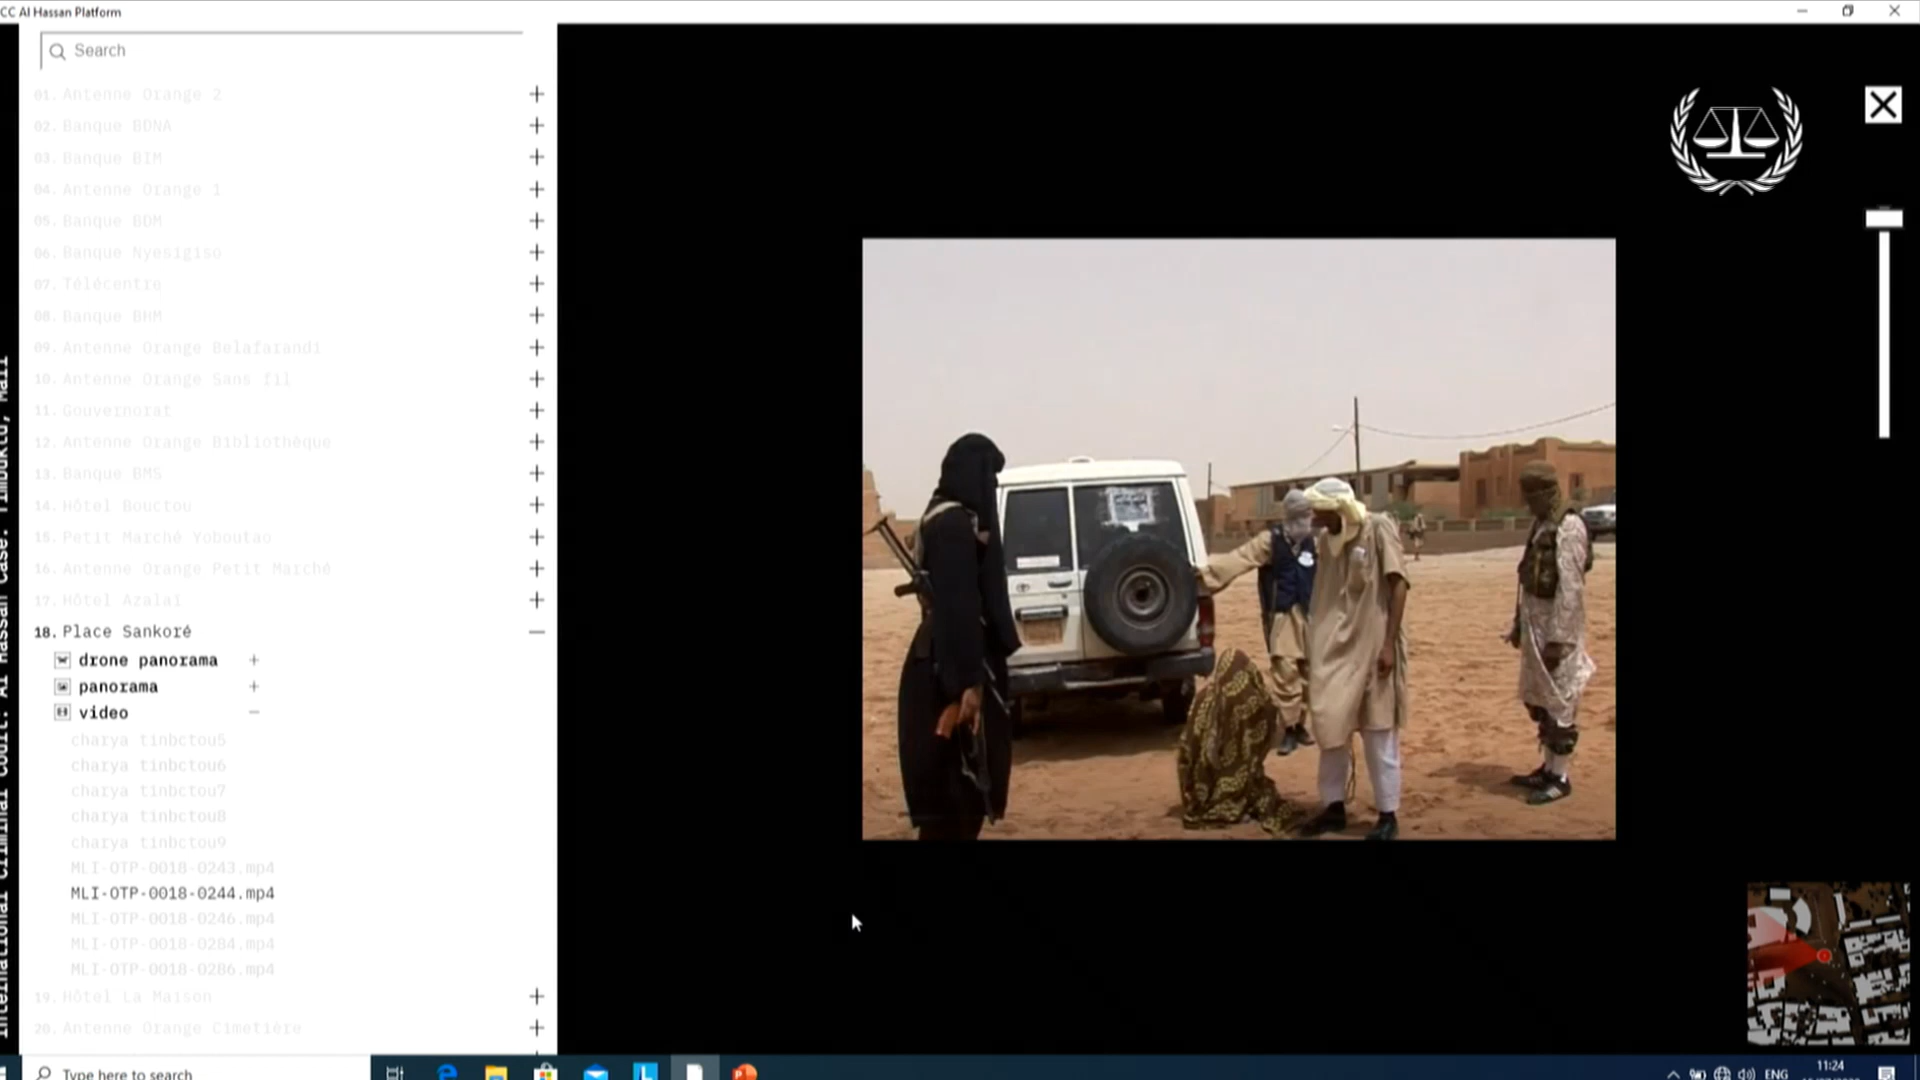 CC Al Hassan Platform
Search
01. Antenne Orange 2
02. Banque BDNA
03. Banque BIM
04. Antenne Orange 1
05. Banque BDM
06. Banque Nyesigiso
07. Télécentre
08. Banque BHM
09. Antenne Orange Belafarandi
10. Antenne Orange Sans fil
11. Gouvernorat
12. Antenne Orange Bibliothèque
13. Banque BMS
14. Hôtel Bouctou
15. Petit Marché Yoboutao
16. Antenne Orange Petit Marché
17. Hôtel Azalaï
18. Place Sankoré
drone panorama
panorama
video
charya tinbctou5
charya tinbctou6
charya tinbctou7
charya tinbctou8
charya tinbctou9
MLI-OTP-0018-0243.mp4
MLI-OTP-0018-0244.mp4
MLI-OTP-0018-0246.mp4
MLI-OTP-0018-0284.mp4
MLI-OTP-0018-0286.mp4
19. Hôtel La Maison
20. Antenne Orange Cimetière
International Criminal Court: Al Hassan Case. Timbuktu, Mali
Type here to search
ENG
11:24